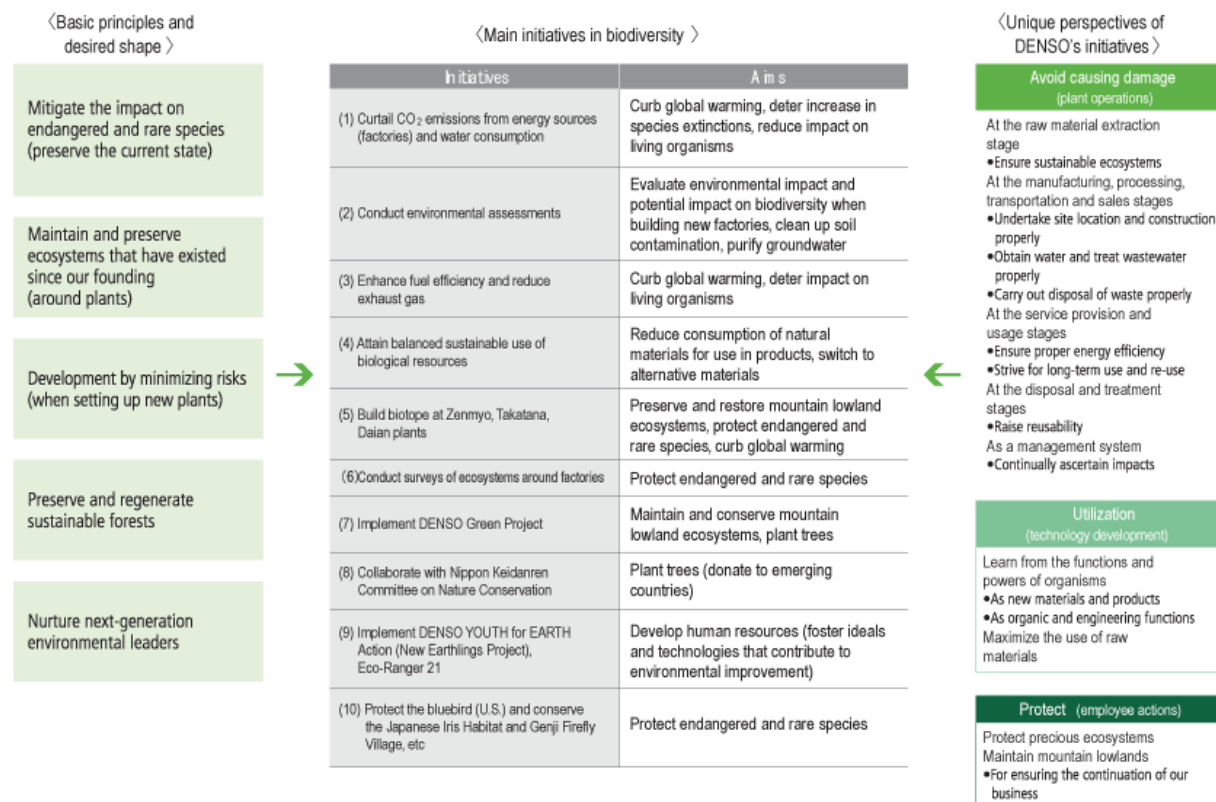 〈Basic principles and
desired shape 〉
Mitigate the impact on
endangered and rare species
(preserve the current state)
Maintain and preserve
ecosystems that have existed
since our founding
(around plants)
Development by minimizing risks
(when setting up new plants)
Preserve and regenerate
sustainable forests
Nurture next-generation
environmental leaders
〈Main initiatives in biodiversity 〉
Initiatives
Aims
(1) Curtail CO₂ emissions from energy sources
(factories) and water consumption
Curb global warming, deter increase in
species extinctions, reduce impact on
living organisms
(2) Conduct environmental assessments
Evaluate environmental impact and
potential impact on biodiversity when
building new factories, clean up soil
contamination, purify groundwater
(3) Enhance fuel efficiency and reduce
exhaust gas
Curb global warming, deter impact on
living organisms
(4) Attain balanced sustainable use of
biological resources
Reduce consumption of natural
materials for use in products, switch to
alternative materials
(5) Build biotope at Zenmyo, Takatana,
Daian plants
Preserve and restore mountain lowland
ecosystems, protect endangered and
rare species, curb global warming
(6)Conduct surveys of ecosystems around factories
Protect endangered and rare species
(7) Implement DENSO Green Project
Maintain and conserve mountain
lowland ecosystems, plant trees
(8) Collaborate with Nippon Keidanren
Committee on Nature Conservation
Plant trees (donate to emerging
countries)
(9) Implement DENSO YOUTH for EARTH
Action (New Earthlings Project),
Eco-Ranger 21
Develop human resources (foster ideals
and technologies that contribute to
environmental improvement)
(10) Protect the bluebird (U.S.) and conserve
the Japanese Iris Habitat and Genji Firefly
Village, etc
Protect endangered and rare species
〈Unique perspectives of
DENSO's initiatives〉
Avoid causing damage
(plant operations)
At the raw material extraction
stage
•Ensure sustainable ecosystems
At the manufacturing, processing,
transportation and sales stages
•Undertake site location and construction
properly
•Obtain water and treat wastewater
properly
•Carry out disposal of waste properly
At the service provision and
usage stages
•Ensure proper energy efficiency
•Strive for long-term use and re-use
At the disposal and treatment
stages
•Raise reusability
As a management system
•Continually ascertain impacts
Utilization
(technology development)
Learn from the functions and
powers of organisms
•As new materials and products
•As organic and engineering functions
Maximize the use of raw
materials
Protect (employee actions)
Protect precious ecosystems
Maintain mountain lowlands
•For ensuring the continuation of our
business